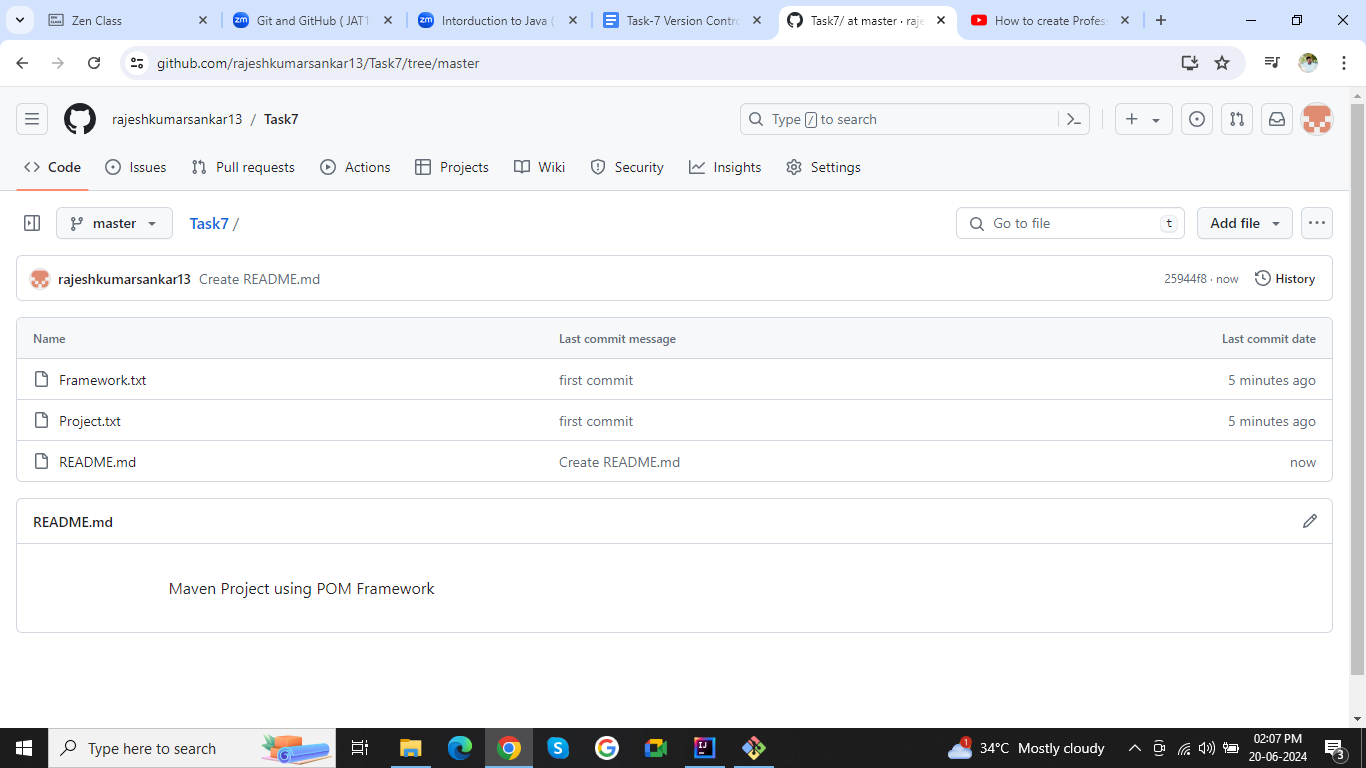 Zen Class
Git and GitHub ( JAT1
Intorduction to Java (
Task-7 Version Contro
Task7/ at master · raje
How to create Profes
github.com/rajeshkumarsankar13/Task7/tree/master
rajeshkumarsankar13 / Task7
Type / to search
Code
Issues
Pull requests
Actions
Projects
Wiki
Security
Insights
Settings
master
Task7 /
Go to file
t
Add file
rajeshkumarsankar13 Create README.md
25944f8 · now
History
Name Last commit message Last commit date
Framework.txt first commit 5 minutes ago
Project.txt first commit 5 minutes ago
README.md Create README.md now
README.md
Maven Project using POM Framework
Type here to search
34°C Mostly cloudy
02:07 PM
20-06-2024